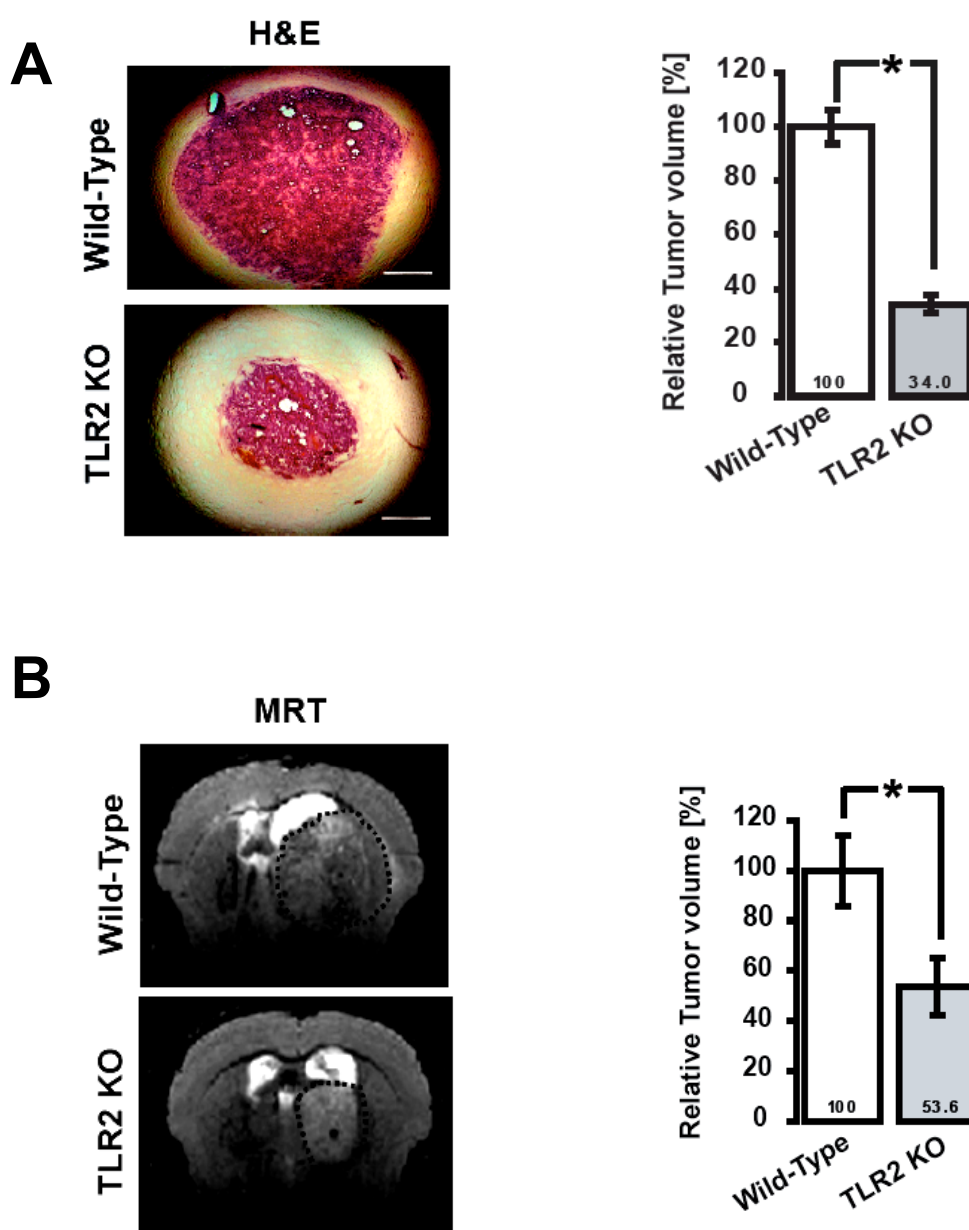 A
H&E
Wild-Type
TLR2 KO
Relative Tumor volume [%]
120
100
80
60
40
20
0
*
100
34.0
Wild-Type
TLR2 KO
B
MRT
Wild-Type
TLR2 KO
Relative Tumor volume [%]
120
100
80
60
40
20
0
*
100
53.6
Wild-Type
TLR2 KO